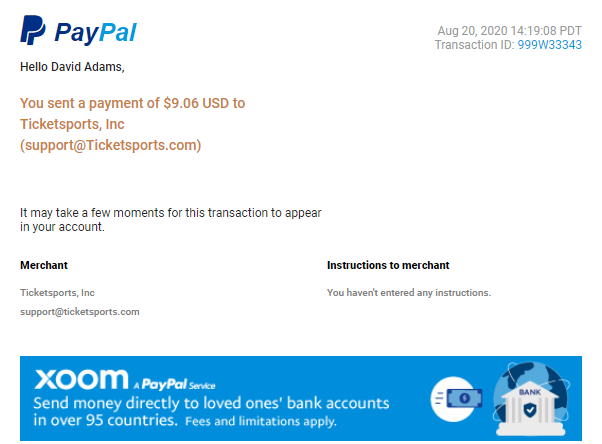 PayPal
Aug 20, 2020 14:19:08 PDT
Transaction ID: 999W33343
Hello David Adams,
You sent a payment of $9.06 USD to
Ticketsports, Inc
(support@Ticketsports.com)
It may take a few moments for this transaction to appear
in your account.
Merchant
Ticketsports, Inc
support@ticketsports.com
Instructions to merchant
You haven't entered any instructions.
xoom A PayPal Service
Send money directly to loved ones' bank accounts
in over 95 countries. Fees and limitations apply.
BANK